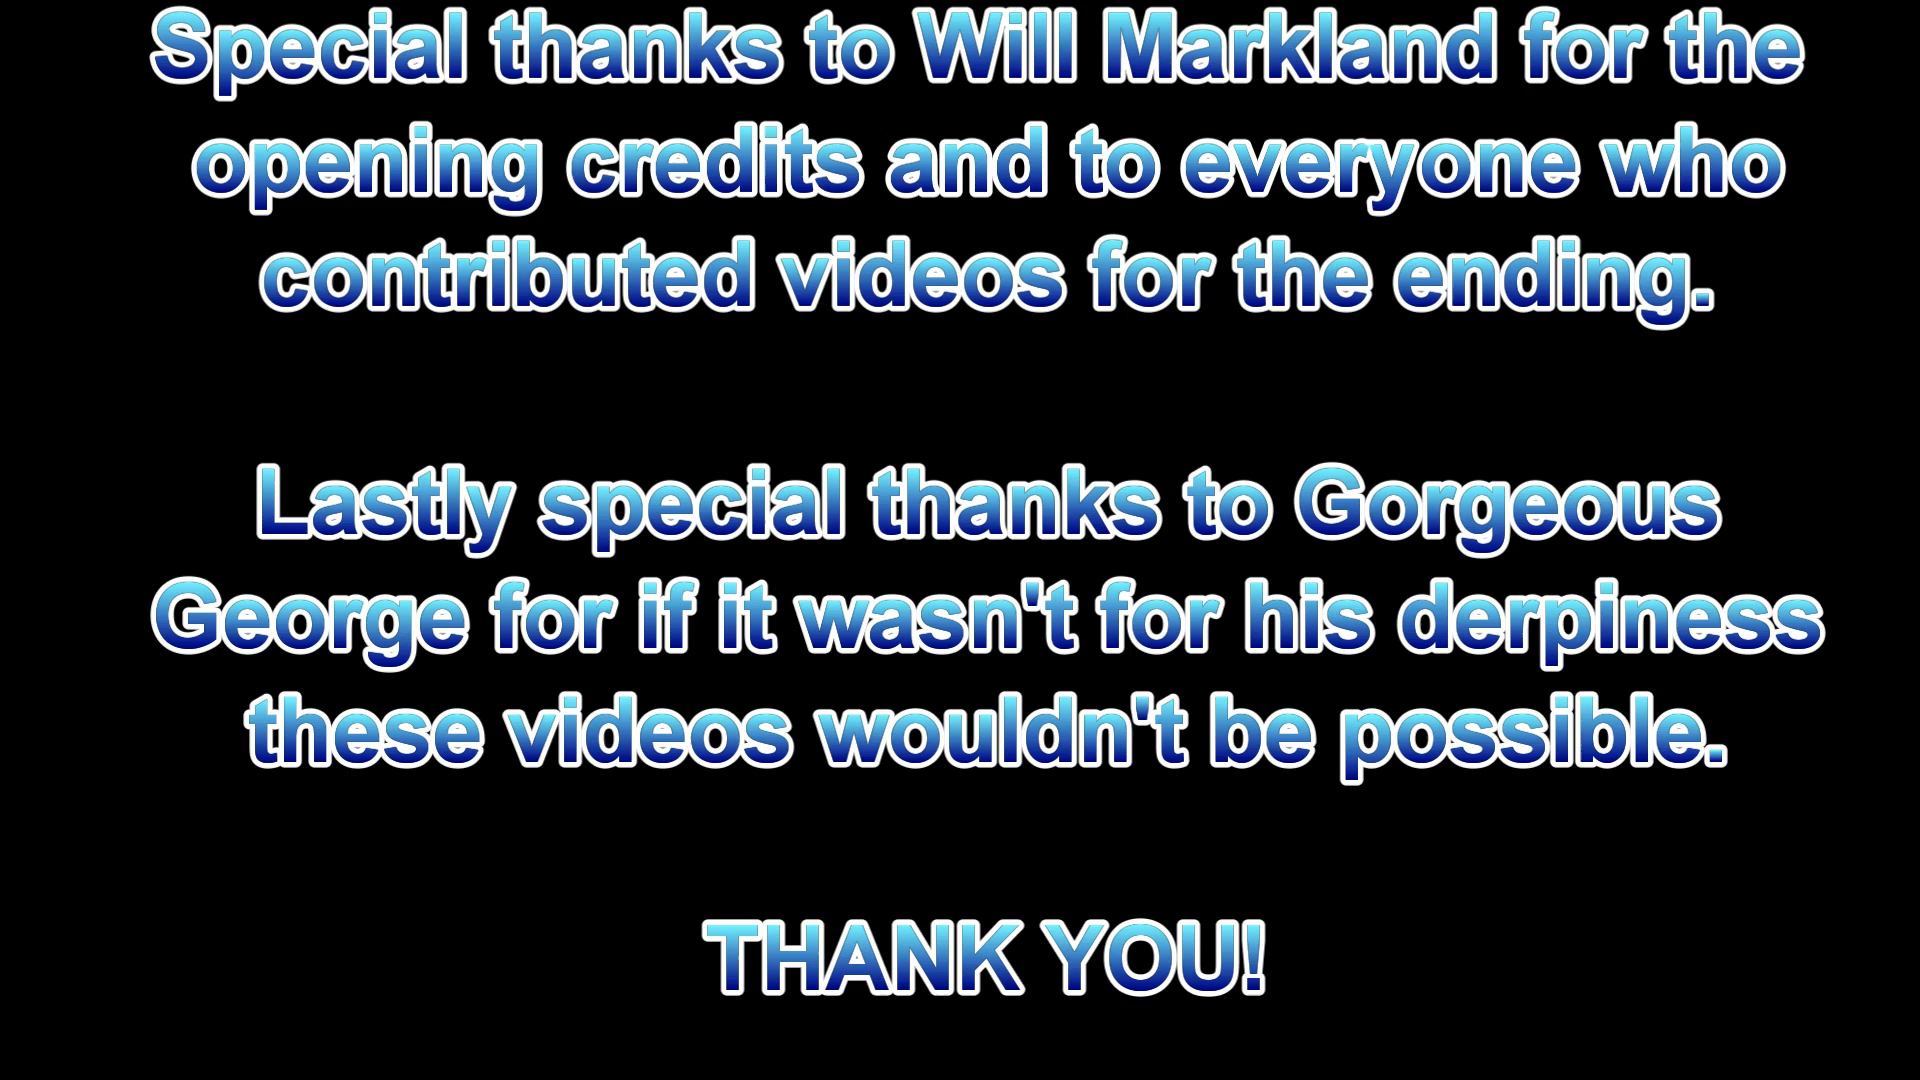 Special thanks to Will Markland for the
opening credits and to everyone who
contributed videos for the ending.
Lastly special thanks to Gorgeous
George for if it wasn't for his derpiness
these videos wouldn't be possible.
THANK YOU!